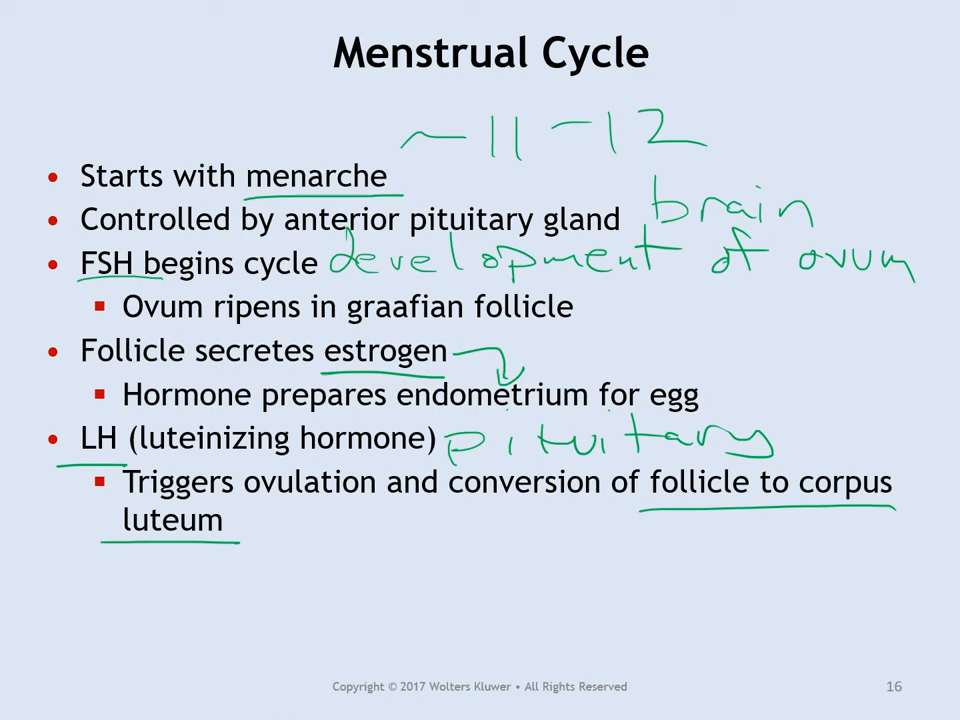 Menstrual Cycle
~11-12
• Starts with menarche
• Controlled by anterior pituitary gland brain
• FSH begins cycle development of ovum
▪ Ovum ripens in graafian follicle
• Follicle secretes estrogen
▪ Hormone prepares endometrium for egg
• LH (luteinizing hormone) pituitary
▪ Triggers ovulation and conversion of follicle to corpus
luteum
Copyright © 2017 Wolters Kluwer • All Rights Reserved
16